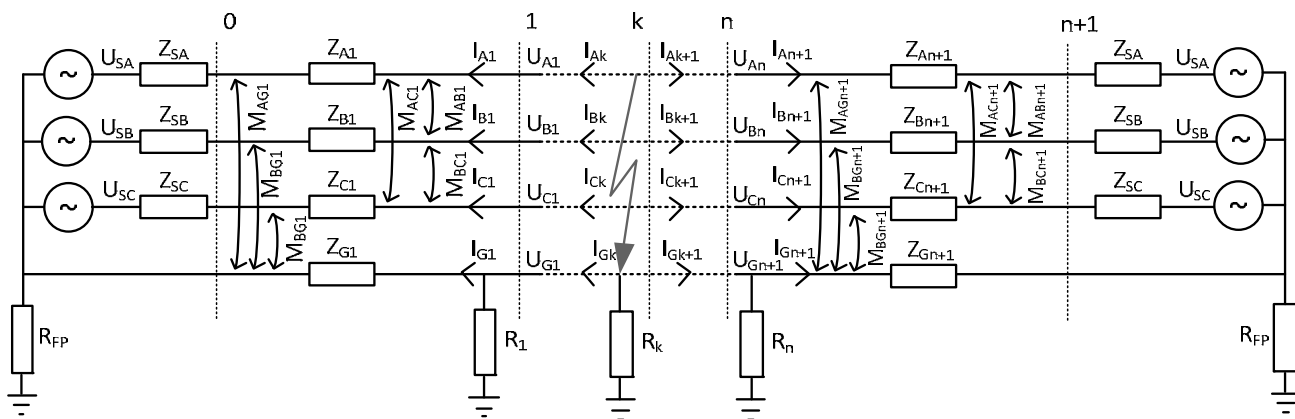 0 1 k n n+1
U_SA Z_SA Z_A1 I_A1 U_A1 I_Ak I_Ak+1 U_An I_An+1 Z_An+1 Z_SA U_SA
~ ~
M_AG1 M_AC1 M_AB1 M_AGn+1 M_ACn+1 M_ABn+1
U_SB Z_SB Z_B1 I_B1 U_B1 I_Bk I_Bk+1 U_Bn I_Bn+1 Z_Bn+1 Z_SB U_SB
~ ~
M_BG1 M_BC1 M_BGn+1 M_BCn+1
U_SC Z_SC Z_C1 I_C1 U_C1 I_Ck I_Ck+1 U_Cn I_Cn+1 Z_Cn+1 Z_SC U_SC
~ ~
M_BG1 M_BGn+1
Z_G1 I_G1 U_G1 I_Gk I_Gk+1 U_Gn+1 I_Gn+1 Z_Gn+1
R_FP R_1 R_k R_n R_FP